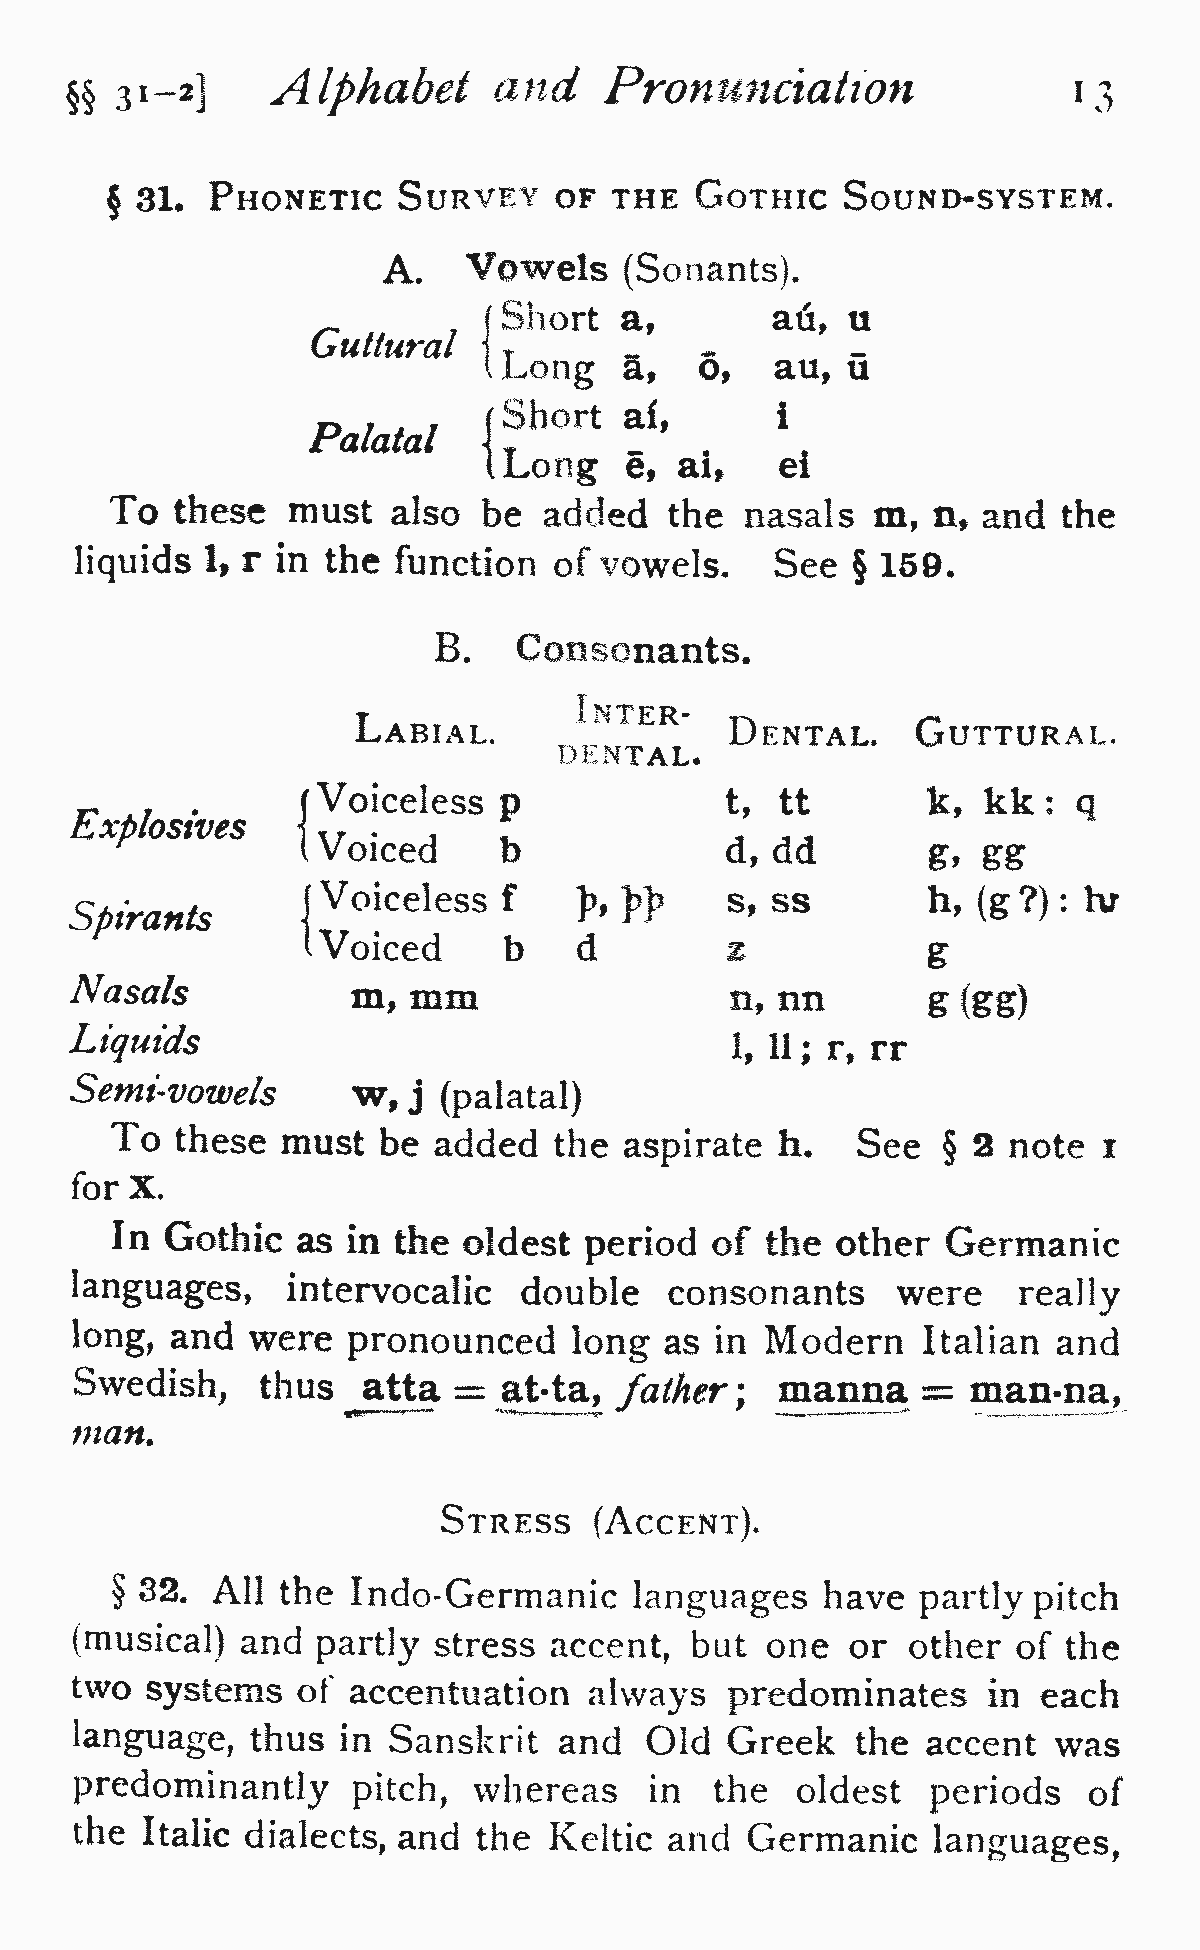 §§ 31–2] Alphabet and Pronunciation 13
§ 31. Phonetic Survey of the Gothic Sound-system.
A. Vowels (Sonants).
Guttural { Short a, aú, u
Long ā, ō, au, ū
Palatal { Short aí, i
Long ē, ai, ei
To these must also be added the nasals m, n, and the
liquids l, r in the function of vowels. See § 159.
B. Consonants.
Labial. Inter-dental. Dental. Guttural.
Explosives { Voiceless p t, tt k, kk : q
Voiced b d, dd g, gg
Spirants { Voiceless f þ, þþ s, ss h, (g ?) : ƕ
Voiced b d z g
Nasals m, mm n, nn g (gg)
Liquids l, ll ; r, rr
Semi-vowels w, j (palatal)
To these must be added the aspirate h. See § 2 note 1
for X.
In Gothic as in the oldest period of the other Germanic
languages, intervocalic double consonants were really
long, and were pronounced long as in Modern Italian and
Swedish, thus atta = at·ta, father ; manna = man·na,
man.
Stress (Accent).
§ 32. All the Indo-Germanic languages have partly pitch
(musical) and partly stress accent, but one or other of the
two systems of accentuation always predominates in each
language, thus in Sanskrit and Old Greek the accent was
predominantly pitch, whereas in the oldest periods of
the Italic dialects, and the Keltic and Germanic languages,